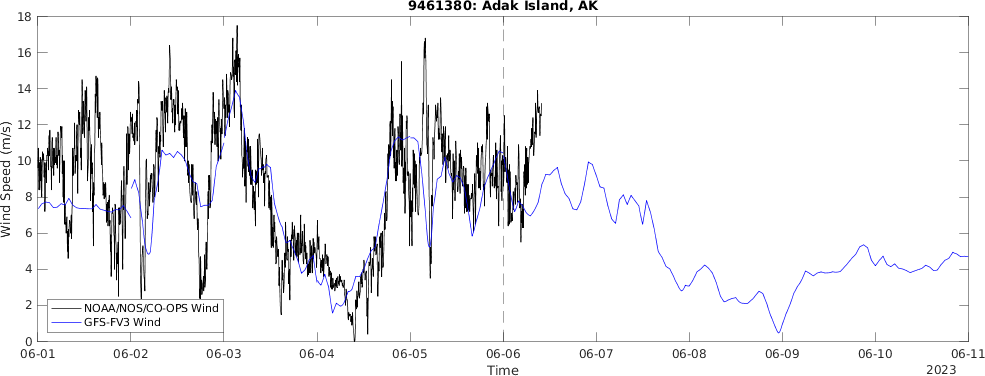 9461380: Adak Island, AK
Wind Speed (m/s)
18
16
14
12
10
8
6
4
2
0
NOAA/NOS/CO-OPS Wind
GFS-FV3 Wind
06-01 06-02 06-03 06-04 06-05 06-06 06-07 06-08 06-09 06-10 06-11
Time
2023